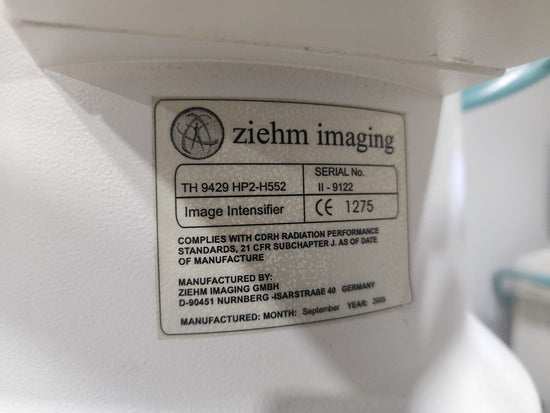 ziehm imaging
TH 9429 HP2-H552
SERIAL No.
II - 9122
Image Intensifier
CE 1275
COMPLIES WITH CDRH RADIATION PERFORMANCE
STANDARDS, 21 CFR SUBCHAPTER J. AS OF DATE
OF MANUFACTURE
MANUFACTURED BY:
ZIEHM IMAGING GMBH
D-90451 NURNBERG -ISARSTRAßE 40 GERMANY
MANUFACTURED: MONTH: September YEAR: